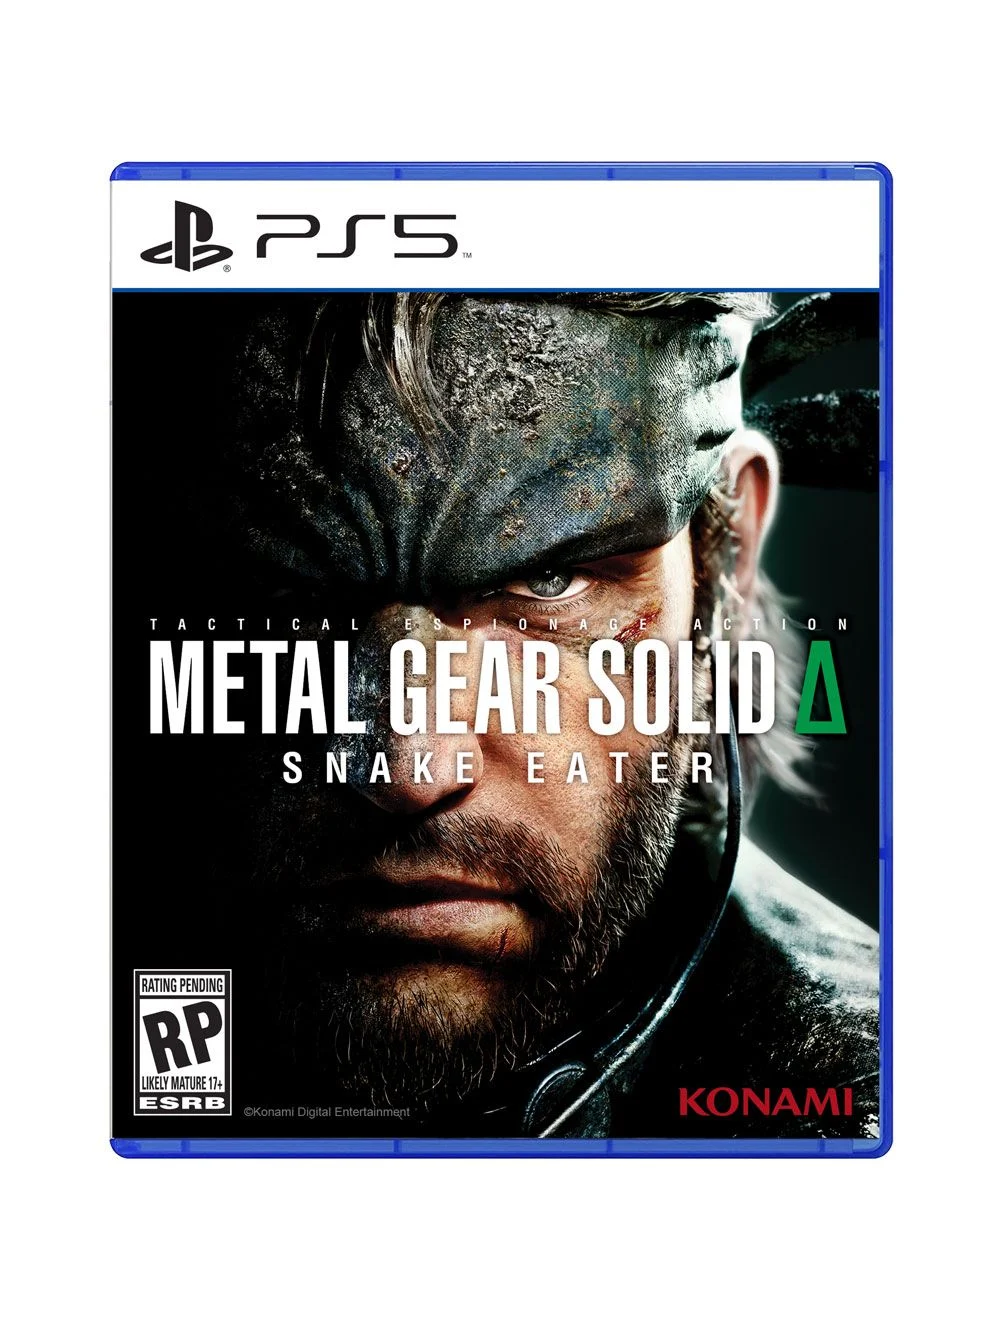 PS5™
TACTICAL ESPIONAGE ACTION
METAL GEAR SOLID Δ
SNAKE EATER
RATING PENDING
RP
LIKELY MATURE 17+
ESRB
©Konami Digital Entertainment
KONAMI